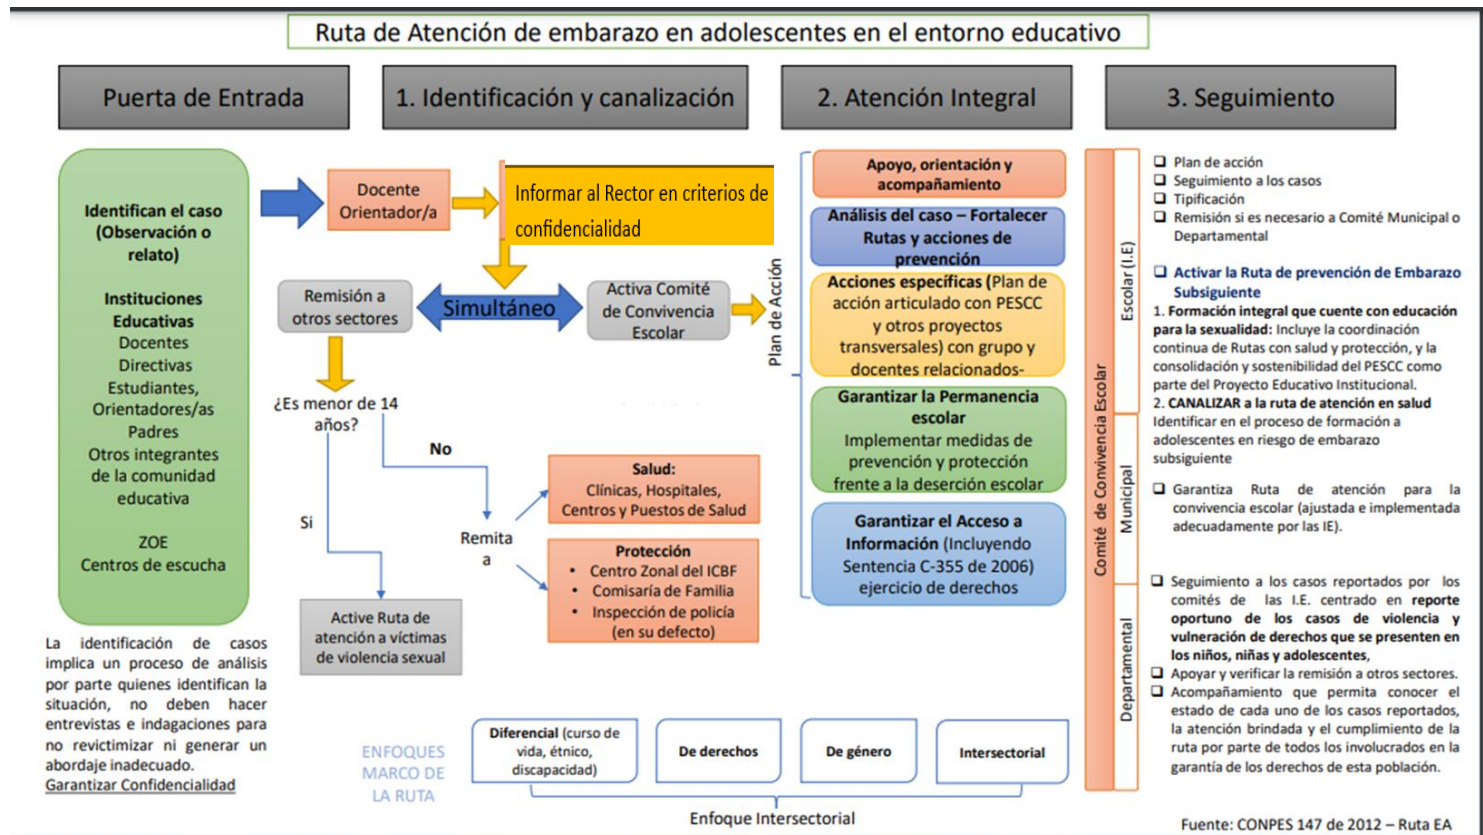 Ruta de Atención de embarazo en adolescentes en el entorno educativo
Puerta de Entrada
1. Identificación y canalización
2. Atención Integral
3. Seguimiento
Identifican el caso
(Observación o
relato)
Instituciones
Educativas
Docentes
Directivas
Estudiantes,
Orientadores/as
Padres
Otros integrantes
de la comunidad
educativa
ZOE
Centros de escucha
La identificación de casos
implica un proceso de análisis
por parte quienes identifican la
situación, no deben hacer
entrevistas e indagaciones para
no revictimizar ni generar un
abordaje inadecuado.
Garantizar Confidencialidad
Docente
Orientador/a
Informar al Rector en criterios de
confidencialidad
Remisión a
otros sectores
Simultáneo
Activa Comité
de Convivencia
Escolar
¿Es menor de 14
años?
No
Si
Remita
a
Salud:
Clínicas, Hospitales,
Centros y Puestos de Salud
Protección
• Centro Zonal del ICBF
• Comisaría de Familia
• Inspección de policía
(en su defecto)
Active Ruta de
atención a víctimas
de violencia sexual
Plan de Acción
Apoyo, orientación y
acompañamiento
Análisis del caso – Fortalecer
Rutas y acciones de
prevención
Acciones específicas (Plan de
acción articulado con PESCC
y otros proyectos
transversales) con grupo y
docentes relacionados-
Garantizar la Permanencia
escolar
Implementar medidas de
prevención y protección
frente a la deserción escolar
Garantizar el Acceso a
Información (Incluyendo
Sentencia C-355 de 2006)
ejercicio de derechos
Comité de Convivencia Escolar
Escolar (I.E)
Municipal
Departamental
Plan de acción
Seguimiento a los casos
Tipificación
Remisión si es necesario a Comité Municipal o
Departamental
Activar la Ruta de prevención de Embarazo
Subsiguiente
1. Formación integral que cuente con educación
para la sexualidad: Incluye la coordinación
continua de Rutas con salud y protección, y la
consolidación y sostenibilidad del PESCC como
parte del Proyecto Educativo Institucional.
2. CANALIZAR a la ruta de atención en salud
Identificar en el proceso de formación a
adolescentes en riesgo de embarazo
subsiguiente
Garantiza Ruta de atención para la
convivencia escolar (ajustada e implementada
adecuadamente por las IE).
Seguimiento a los casos reportados por los
comités de las I.E. centrado en reporte
oportuno de los casos de violencia y
vulneración de derechos que se presenten en
los niños, niñas y adolescentes,
Apoyar y verificar la remisión a otros sectores.
Acompañamiento que permita conocer el
estado de cada uno de los casos reportados,
la atención brindada y el cumplimiento de la
ruta por parte de todos los involucrados en la
garantía de los derechos de esta población.
ENFOQUES
MARCO DE
LA RUTA
Diferencial (curso de
vida, étnico,
discapacidad)
De derechos
De género
Intersectorial
Enfoque Intersectorial
Fuente: CONPES 147 de 2012 – Ruta EA